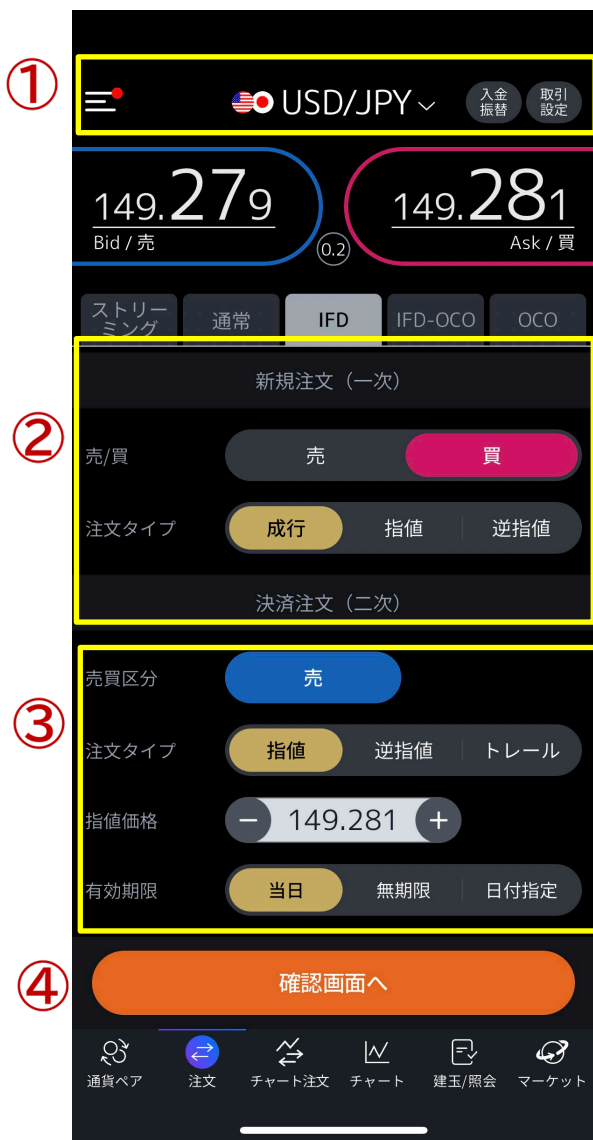 ①
USD/JPY
入金
振替
取引
設定
149.279
Bid / 売
0.2
149.281
Ask / 買
ストリー
ミング
通常
IFD
IFD-OCO
OCO
②
新規注文（一次）
売/買
売
買
注文タイプ
成行
指値
逆指値
決済注文（二次）
③
売買区分
売
注文タイプ
指値
逆指値
トレール
指値価格
− 149.281 +
有効期限
当日
無期限
日付指定
④
確認画面へ
通貨ペア
注文
チャート注文
チャート
建玉/照会
マーケット